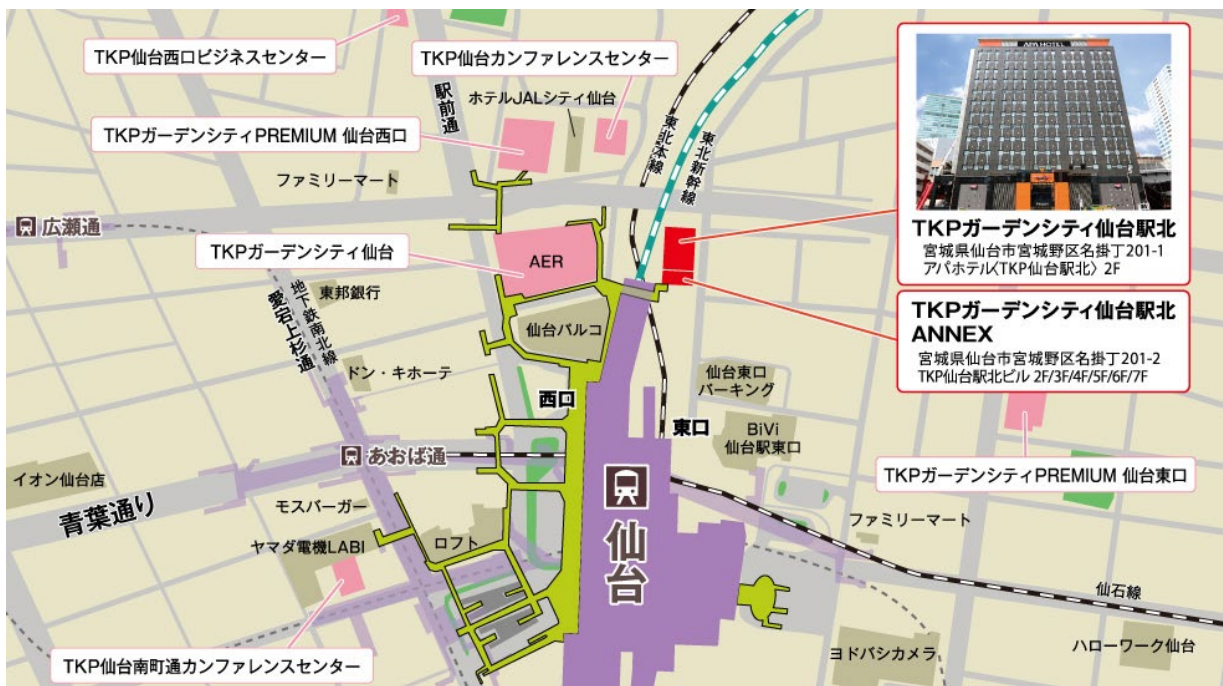 TKP仙台西口ビジネスセンター
TKP仙台カンファレンスセンター
駅前通
ホテルJALシティ仙台
TKPガーデンシティPREMIUM 仙台西口
東北本線
東北新幹線
ファミリーマート
APA HOTEL
TKPガーデンシティ仙台駅北
宮城県仙台市宮城野区名掛丁201-1
アパホテル〈TKP仙台駅北〉 2F
広瀬通
TKPガーデンシティ仙台
AER
地下鉄南北線
愛宕上杉通
東邦銀行
仙台パルコ
TKPガーデンシティ仙台駅北
ANNEX
宮城県仙台市宮城野区名掛丁201-2
TKP仙台駅北ビル 2F/3F/4F/5F/6F/7F
ドン・キホーテ
西口
東口
仙台東口
パーキング
BiVi
仙台駅東口
あおば通
イオン仙台店
青葉通り
TKPガーデンシティPREMIUM 仙台東口
モスバーガー
ヤマダ電機LABI
ロフト
仙台
ファミリーマート
仙石線
TKP仙台南町通カンファレンスセンター
ヨドバシカメラ
ハローワーク仙台